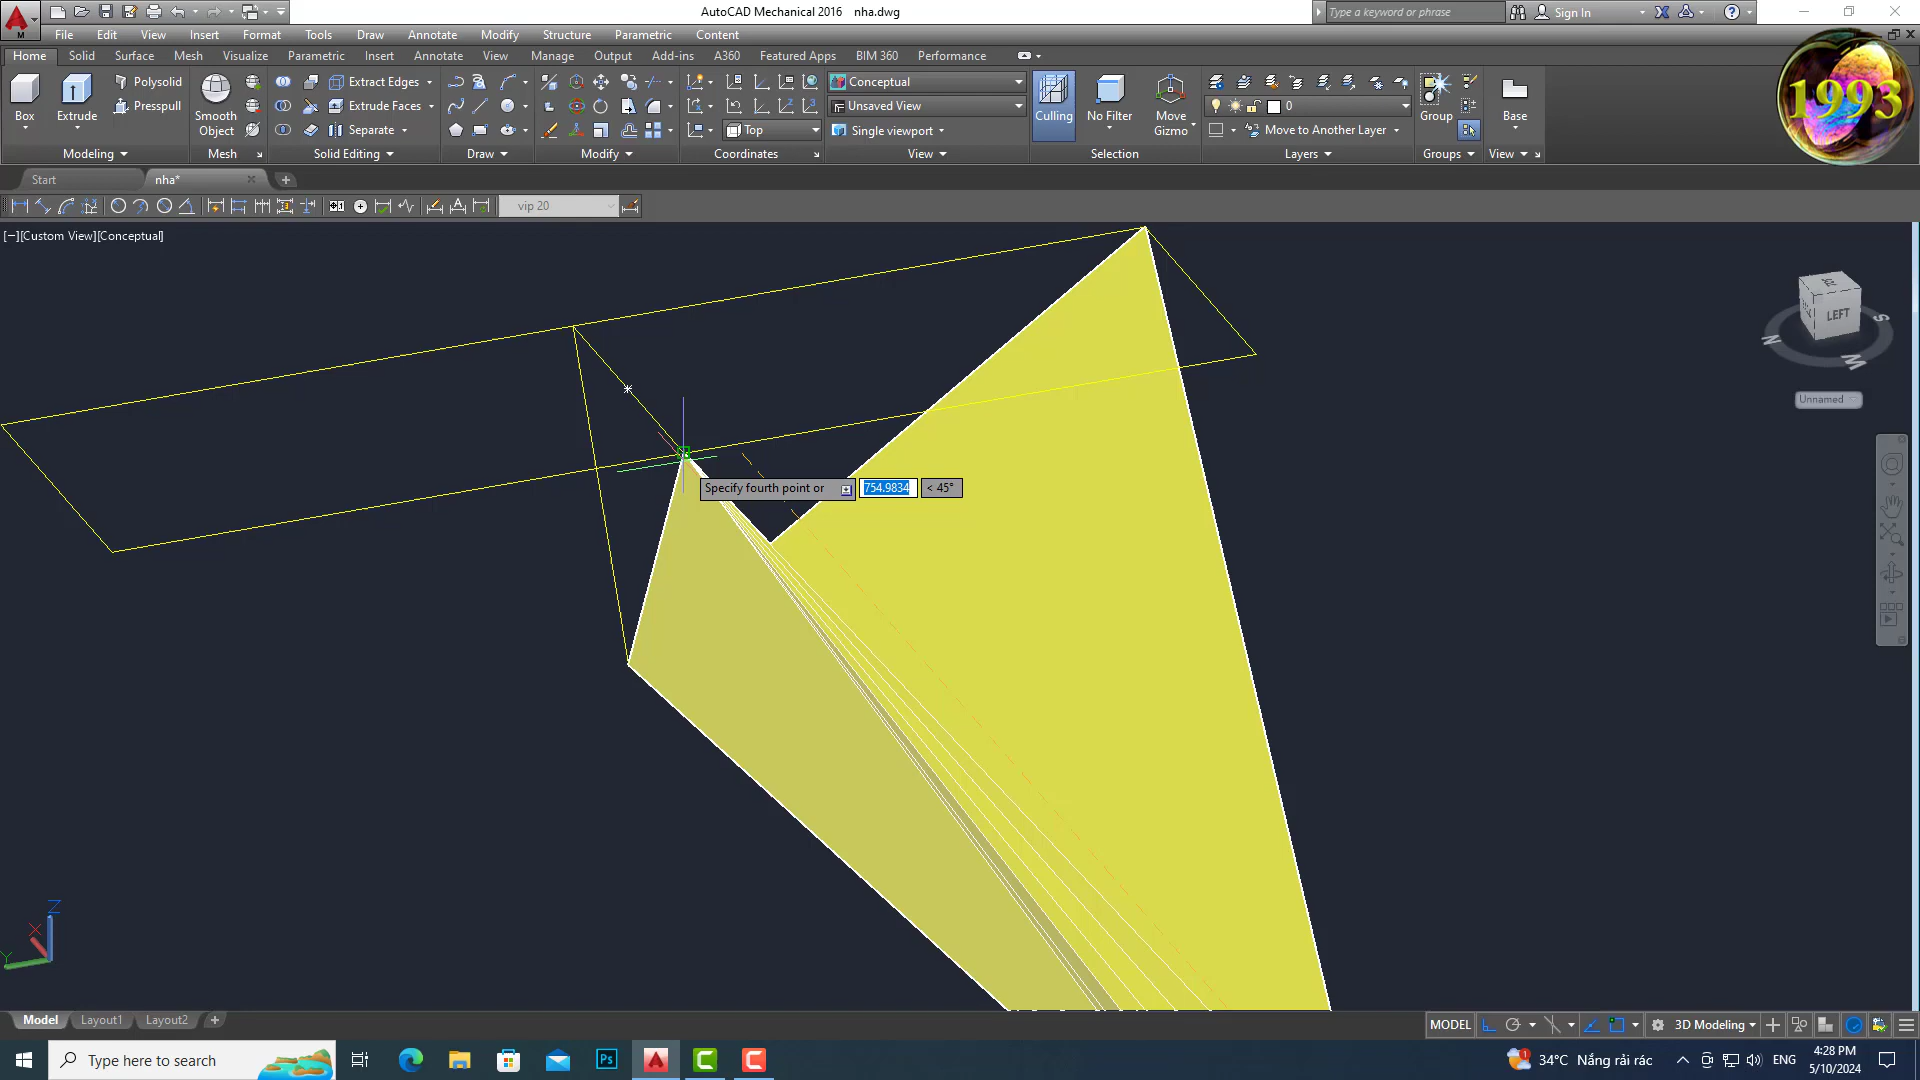 AutoCAD Mechanical 2016 nha.dwg
Type a keyword or phrase
Sign In
M
File Edit View Insert Format Tools Draw Annotate Modify Structure Parametric Content
Home Solid Surface Mesh Visualize Parametric Insert Annotate View Manage Output Add-ins A360 Featured Apps BIM 360 Performance
1993
Polysolid
Extract Edges
Conceptual
Presspull
Extrude Faces
Unsaved View
0
Box
Extrude
Smooth
Object
Separate
Top
Single viewport
Culling
No Filter
Move
Gizmo
Move to Another Layer
Group
Base
Modeling
Mesh
Solid Editing
Draw
Modify
Coordinates
View
Selection
Layers
Groups
View
Start
nha*
vip 20
[−][Custom View][Conceptual]
LEFT
N
S
Unnamed
Specify fourth point or 754.9834 < 45°
Z
X
Y
Model Layout1 Layout2
MODEL
3D Modeling
Type here to search
Ps
34°C Nắng rải rác
ENG
4:28 PM
5/10/2024